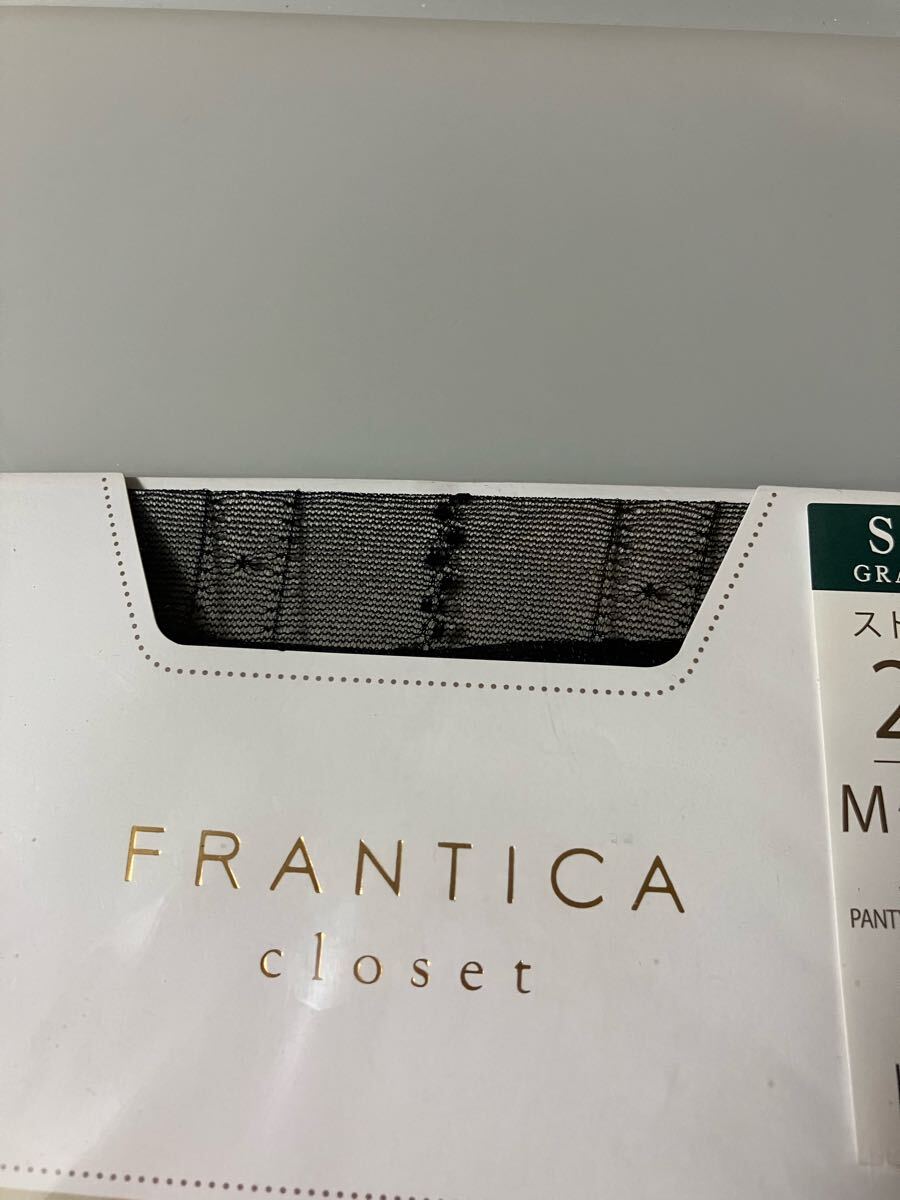 FRANTICA
closet
S
GRA
スト
2
M
PANTY